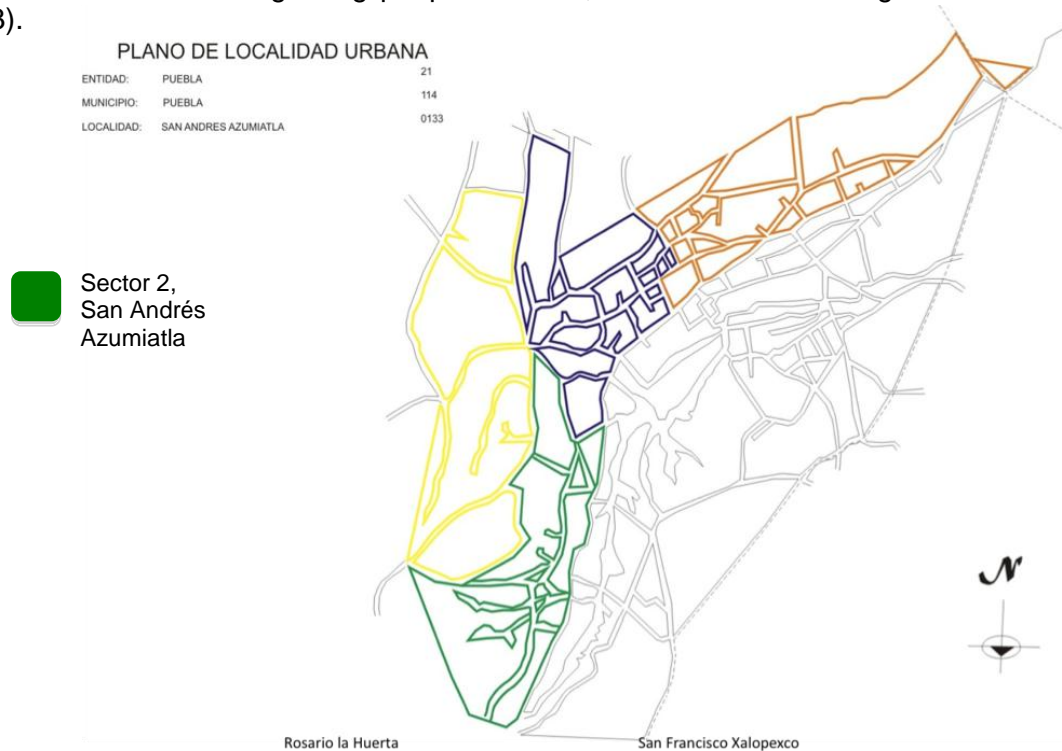 3).
PLANO DE LOCALIDAD URBANA
ENTIDAD: PUEBLA 21
MUNICIPIO: PUEBLA 114
LOCALIDAD: SAN ANDRES AZUMIATLA 0133
Sector 2,
San Andrés
Azumiatla
N
Rosario la Huerta
San Francisco Xalopexco